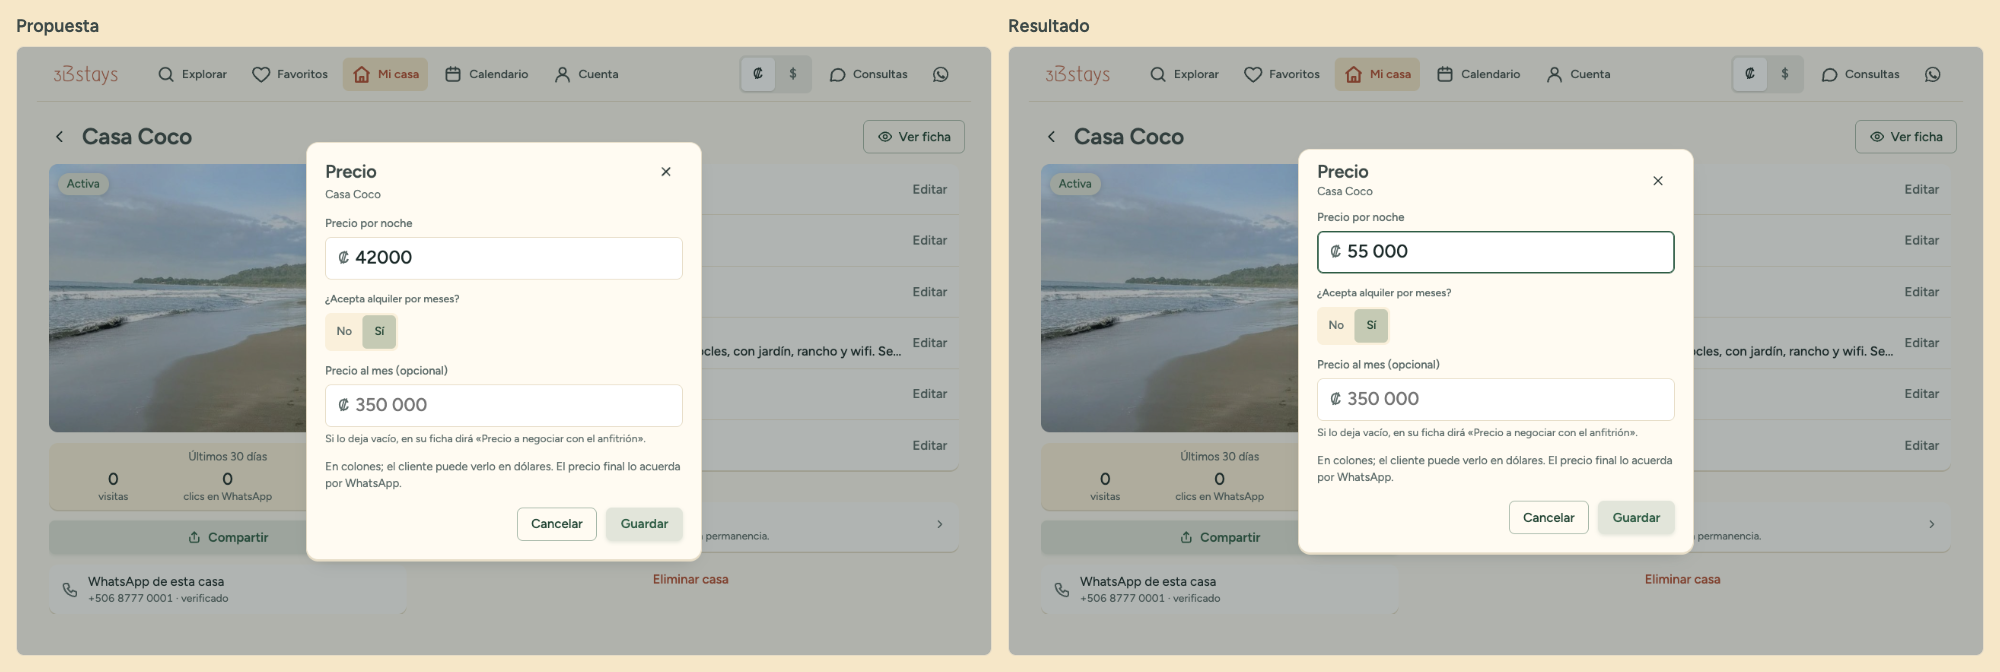 Propuesta
3Bstays
Explorar
Favoritos
Mi casa
Calendario
Cuenta
₡
$
Consultas
Casa Coco
Ver ficha
Activa
Editar
Editar
Editar
ocles, con jardín, rancho y wifi. Se...
Editar
Editar
Editar
Precio
Casa Coco
Precio por noche
₡ 42000
¿Acepta alquiler por meses?
No
Sí
Precio al mes (opcional)
₡ 350 000
Si lo deja vacío, en su ficha dirá «Precio a negociar con el anfitrión».
En colones; el cliente puede verlo en dólares. El precio final lo acuerda
por WhatsApp.
Cancelar
Guardar
Últimos 30 días
0
visitas
0
clics en WhatsApp
Compartir
permanencia.
WhatsApp de esta casa
+506 8777 0001 · verificado
Eliminar casa
Resultado
3Bstays
Explorar
Favoritos
Mi casa
Calendario
Cuenta
₡
$
Consultas
Casa Coco
Ver ficha
Activa
Editar
Editar
Editar
ocles, con jardín, rancho y wifi. Se...
Editar
Editar
Editar
Precio
Casa Coco
Precio por noche
₡ 55 000
¿Acepta alquiler por meses?
No
Sí
Precio al mes (opcional)
₡ 350 000
Si lo deja vacío, en su ficha dirá «Precio a negociar con el anfitrión».
En colones; el cliente puede verlo en dólares. El precio final lo acuerda
por WhatsApp.
Cancelar
Guardar
Últimos 30 días
0
visitas
0
clics en WhatsApp
Compartir
permanencia.
WhatsApp de esta casa
+506 8777 0001 · verificado
Eliminar casa